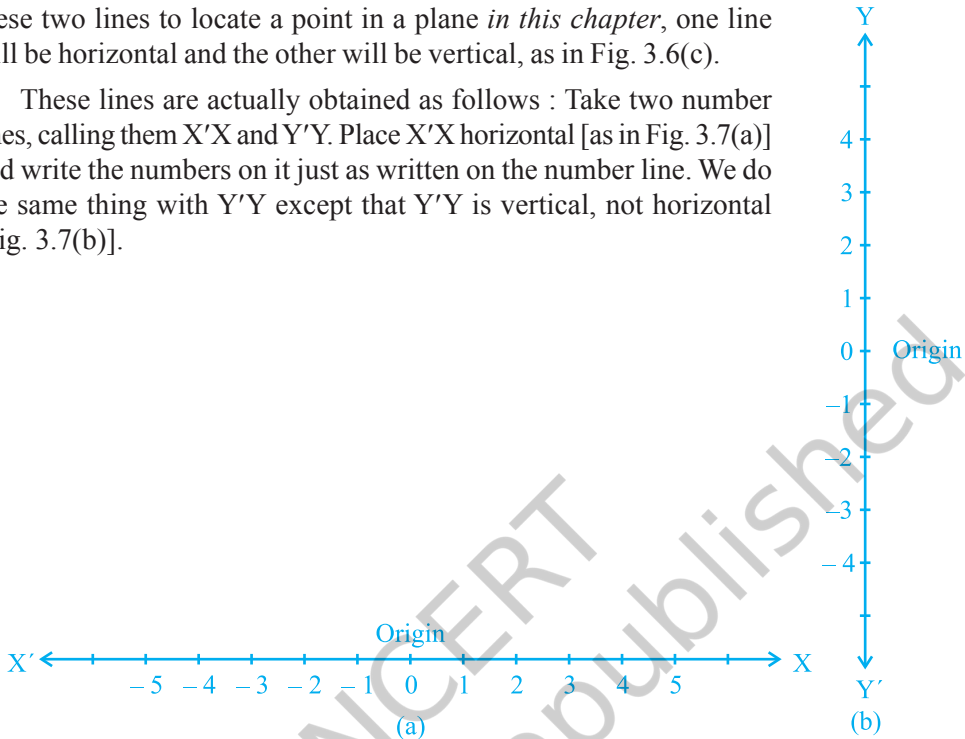 ese two lines to locate a point in a plane in this chapter, one line
ll be horizontal and the other will be vertical, as in Fig. 3.6(c).
These lines are actually obtained as follows : Take two number
nes, calling them X′X and Y′Y. Place X′X horizontal [as in Fig. 3.7(a)]
d write the numbers on it just as written on the number line. We do
e same thing with Y′Y except that Y′Y is vertical, not horizontal
ig. 3.7(b)].
Y
4
3
2
1
0 Origin
–1
–2
–3
– 4
Y′
(b)
Origin
X′ X
– 5 – 4 – 3 – 2 – 1 0 1 2 3 4 5
(a)
NCERT
republished